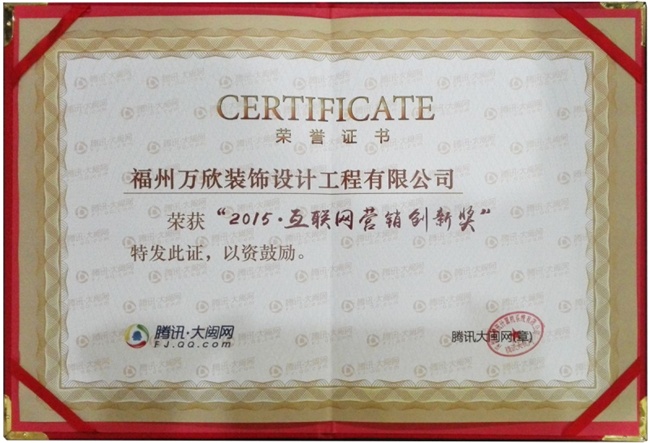 CERTIFICATE
荣誉证书
福州万欣装饰设计工程有限公司
荣获“2015·互联网营销创新奖”
特发此证，以资鼓励。
腾讯·大闽网
FJ.QQ.COM
腾讯大闽网(章)